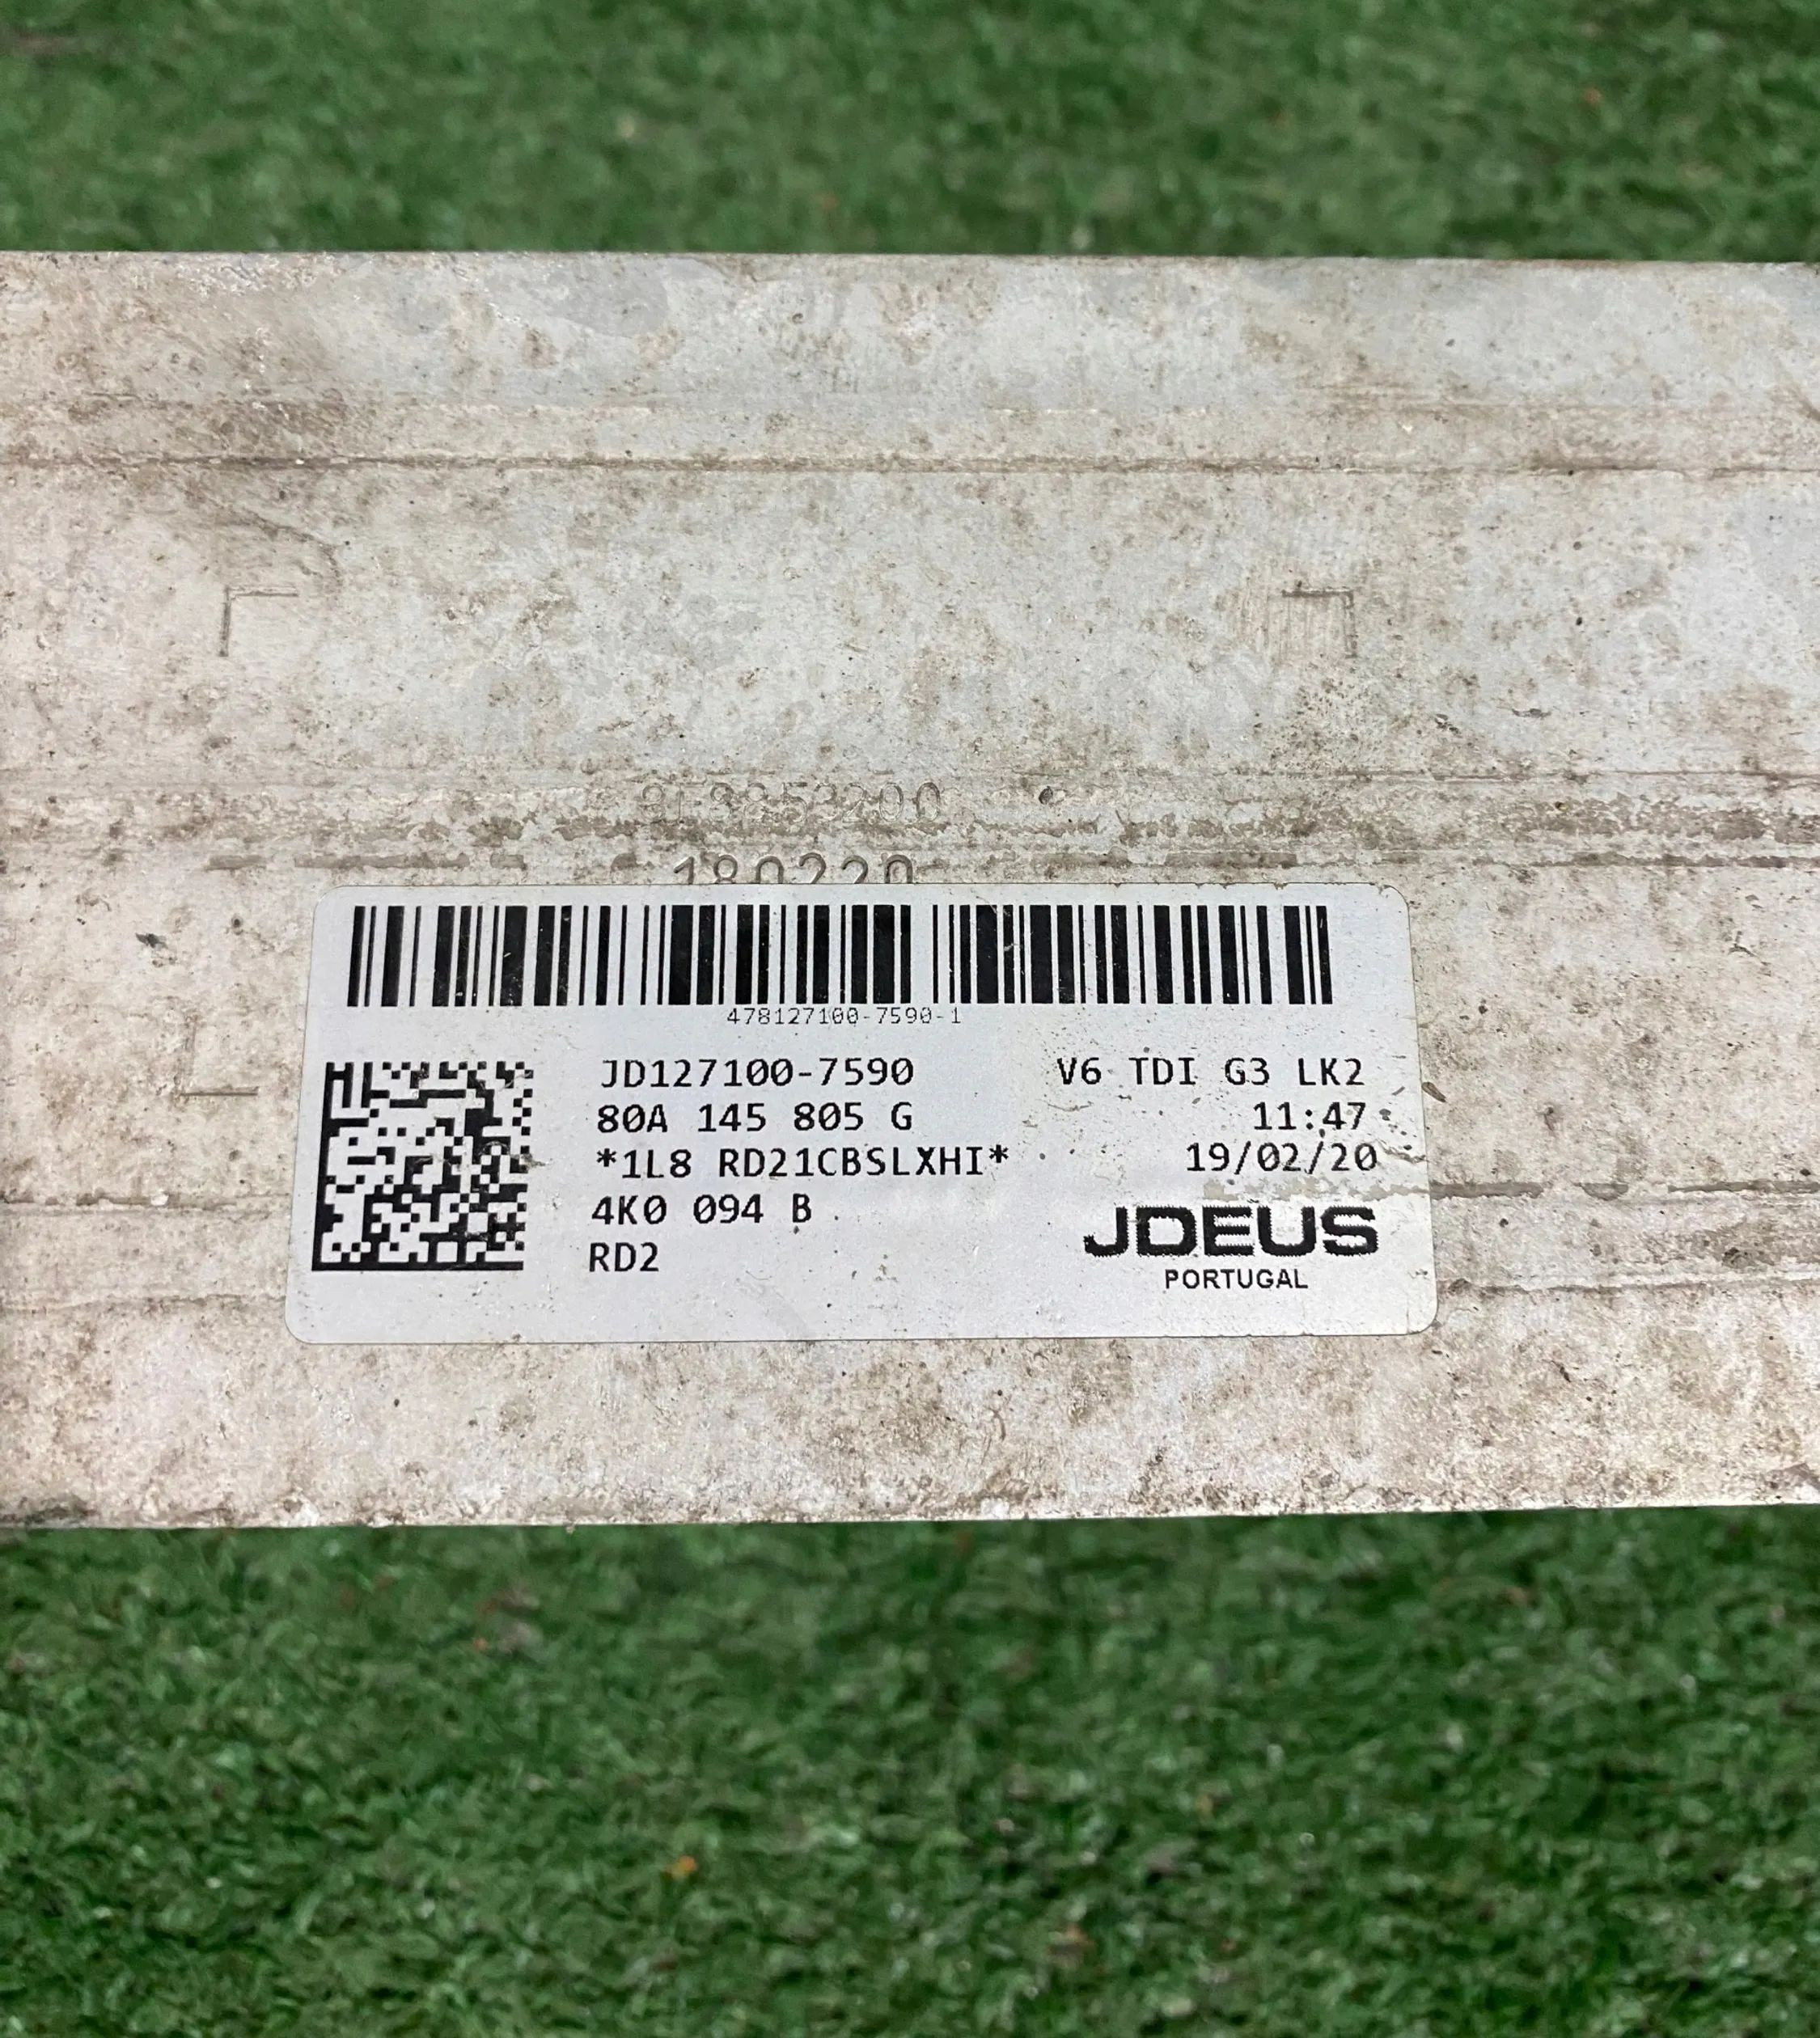 180220
478127100-7590-1
JD127100-7590 V6 TDI G3 LK2
80A 145 805 G 11:47
*1L8 RD21CBSLXHI* 19/02/20
4K0 094 B
RD2
JDEUS
PORTUGAL